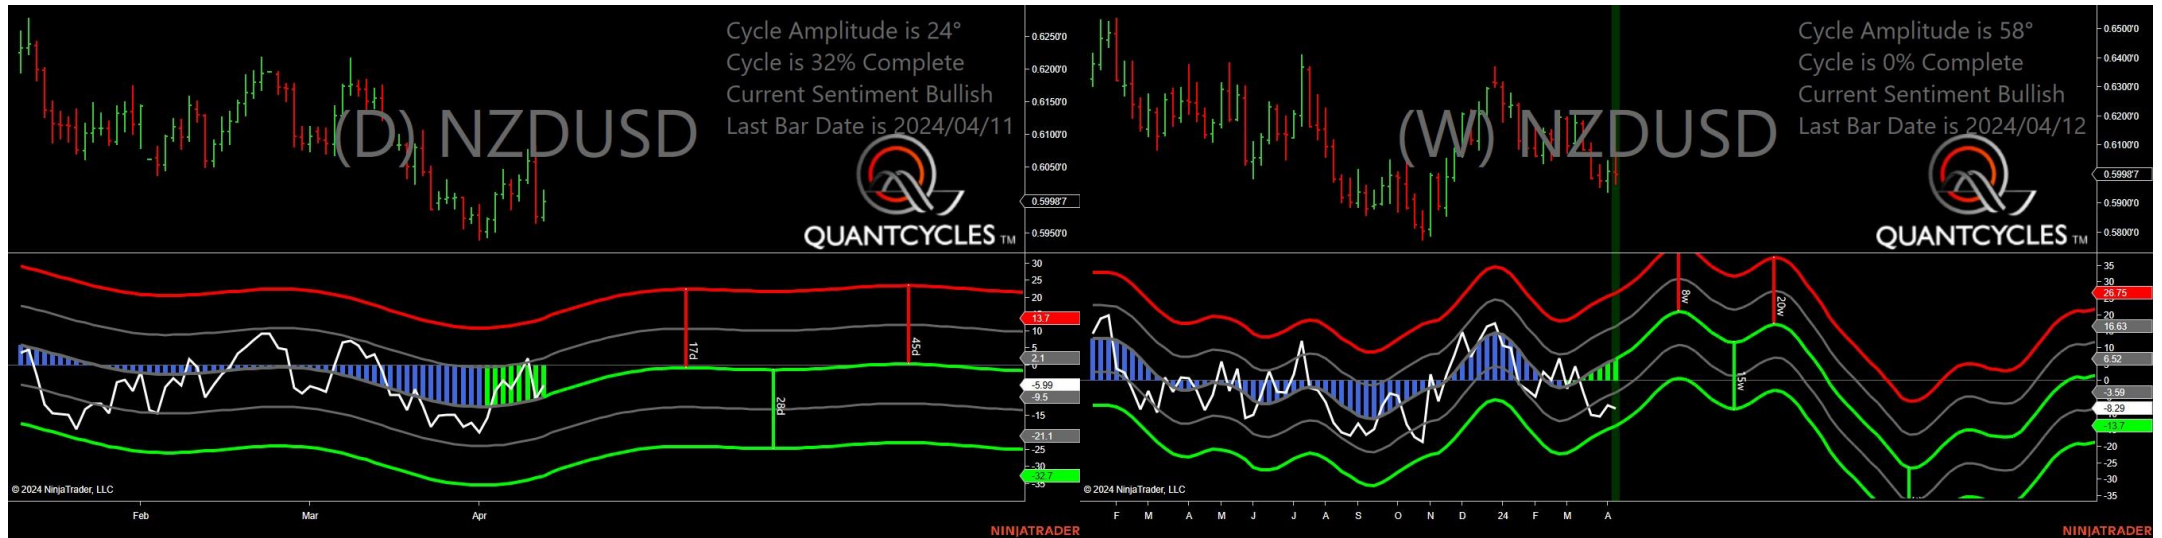 Cycle Amplitude is 24°
Cycle is 32% Complete
Current Sentiment Bullish
Last Bar Date is 2024/04/11
(D) NZDUSD
QUANTCYCLES TM
0.6250'0
0.6200'0
0.6150'0
0.6100'0
0.6050'0
0.5998'7
0.5950'0
30
25
20
13.7
10
5
2.1
-5.99
-9.5
-15
-21.1
-25
-30
-32.7
-35
17d
28d
45d
© 2024 NinjaTrader, LLC
Feb
Mar
Apr
NINJATRADER
Cycle Amplitude is 58°
Cycle is 0% Complete
Current Sentiment Bullish
Last Bar Date is 2024/04/12
(W) NZDUSD
QUANTCYCLES TM
0.6500'0
0.6400'0
0.6300'0
0.6200'0
0.6100'0
0.5998'7
0.5900'0
0.5800'0
35
30
26.75
20
16.63
10
6.52
0
-3.59
-8.29
-13.7
-20
-25
-30
-35
8w
15w
20w
© 2024 NinjaTrader, LLC
F
M
A
M
J
J
A
S
O
N
D
24
F
M
A
NINJATRADER